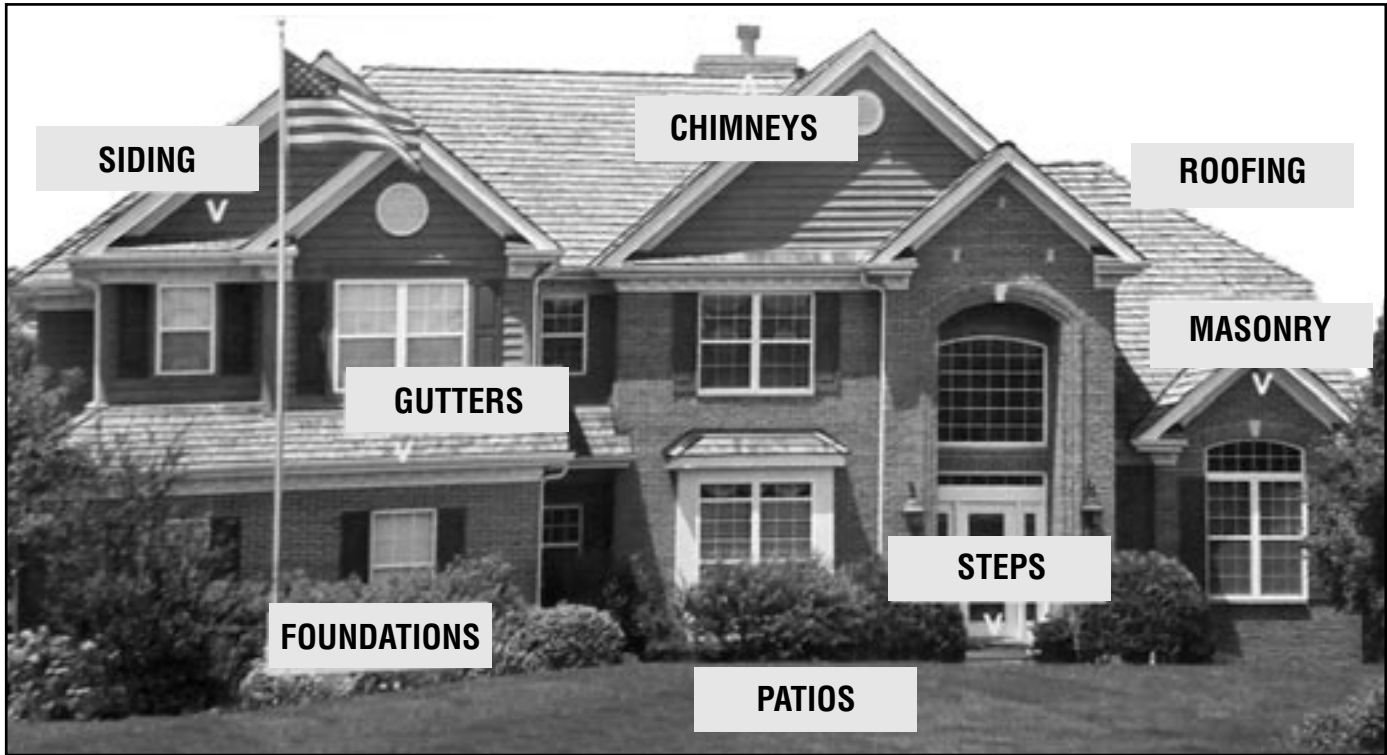 CHIMNEYS
SIDING
ROOFING
MASONRY
GUTTERS
STEPS
FOUNDATIONS
PATIOS